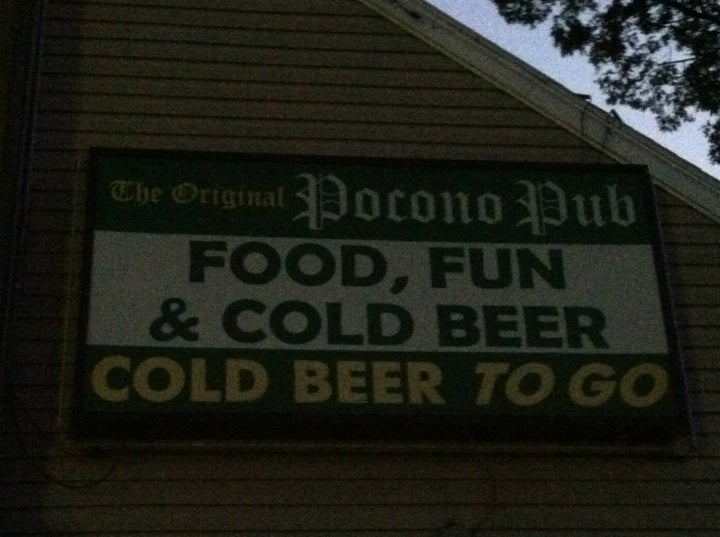 The Original Pocono Pub
FOOD, FUN
& COLD BEER
COLD BEER TO GO